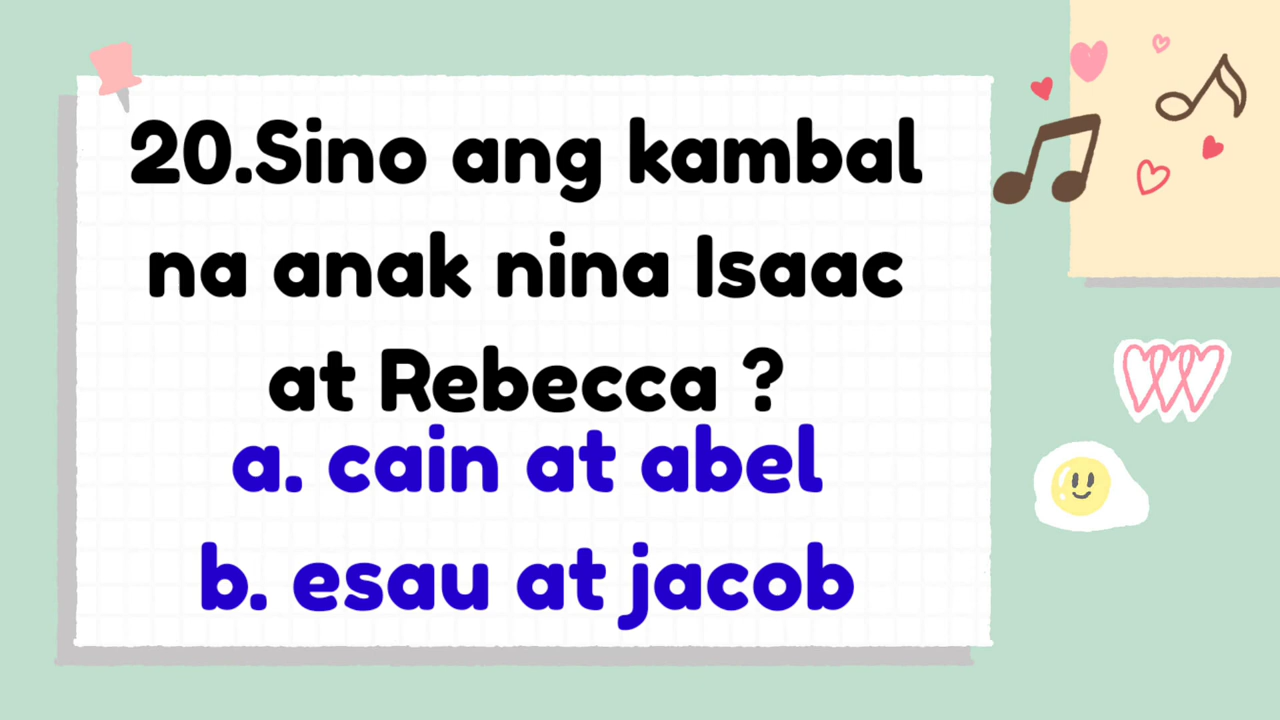 20.Sino ang kambal
na anak nina Isaac
at Rebecca ?
a. cain at abel
b. esau at jacob